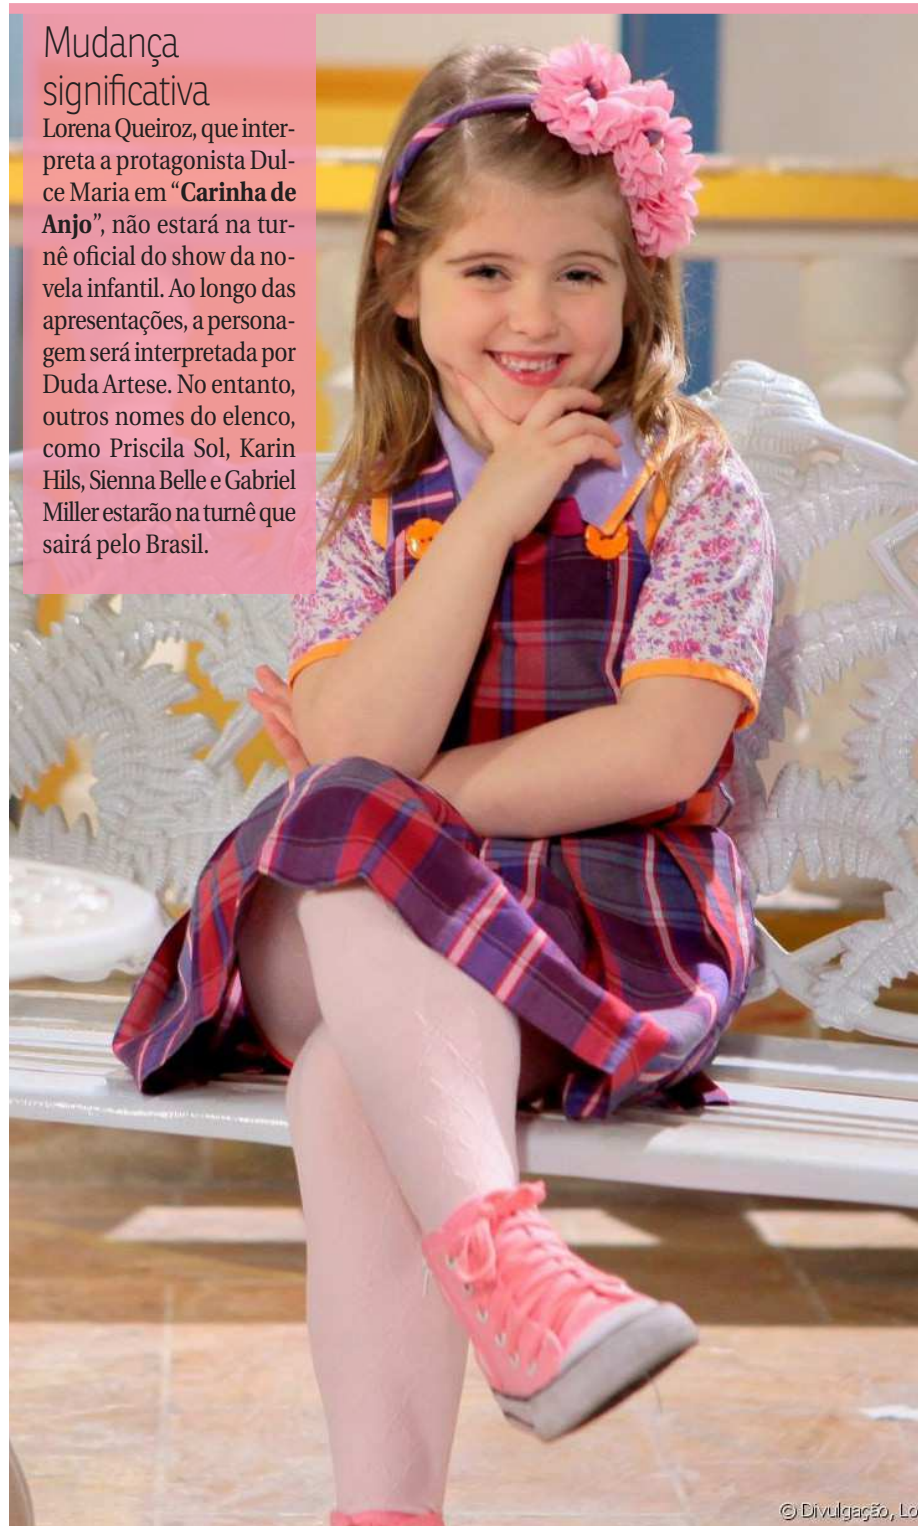 Mudança
significativa
Lorena Queiroz, que inter-
preta a protagonista Dul-
ce Maria em “Carinha de
Anjo”, não estará na tur-
nê oficial do show da no-
vela infantil. Ao longo das
apresentações, a persona-
gem será interpretada por
Duda Artese. No entanto,
outros nomes do elenco,
como Priscila Sol, Karin
Hils, Sienna Belle e Gabriel
Miller estarão na turnê que
sairá pelo Brasil.
© Divulgação, Lo